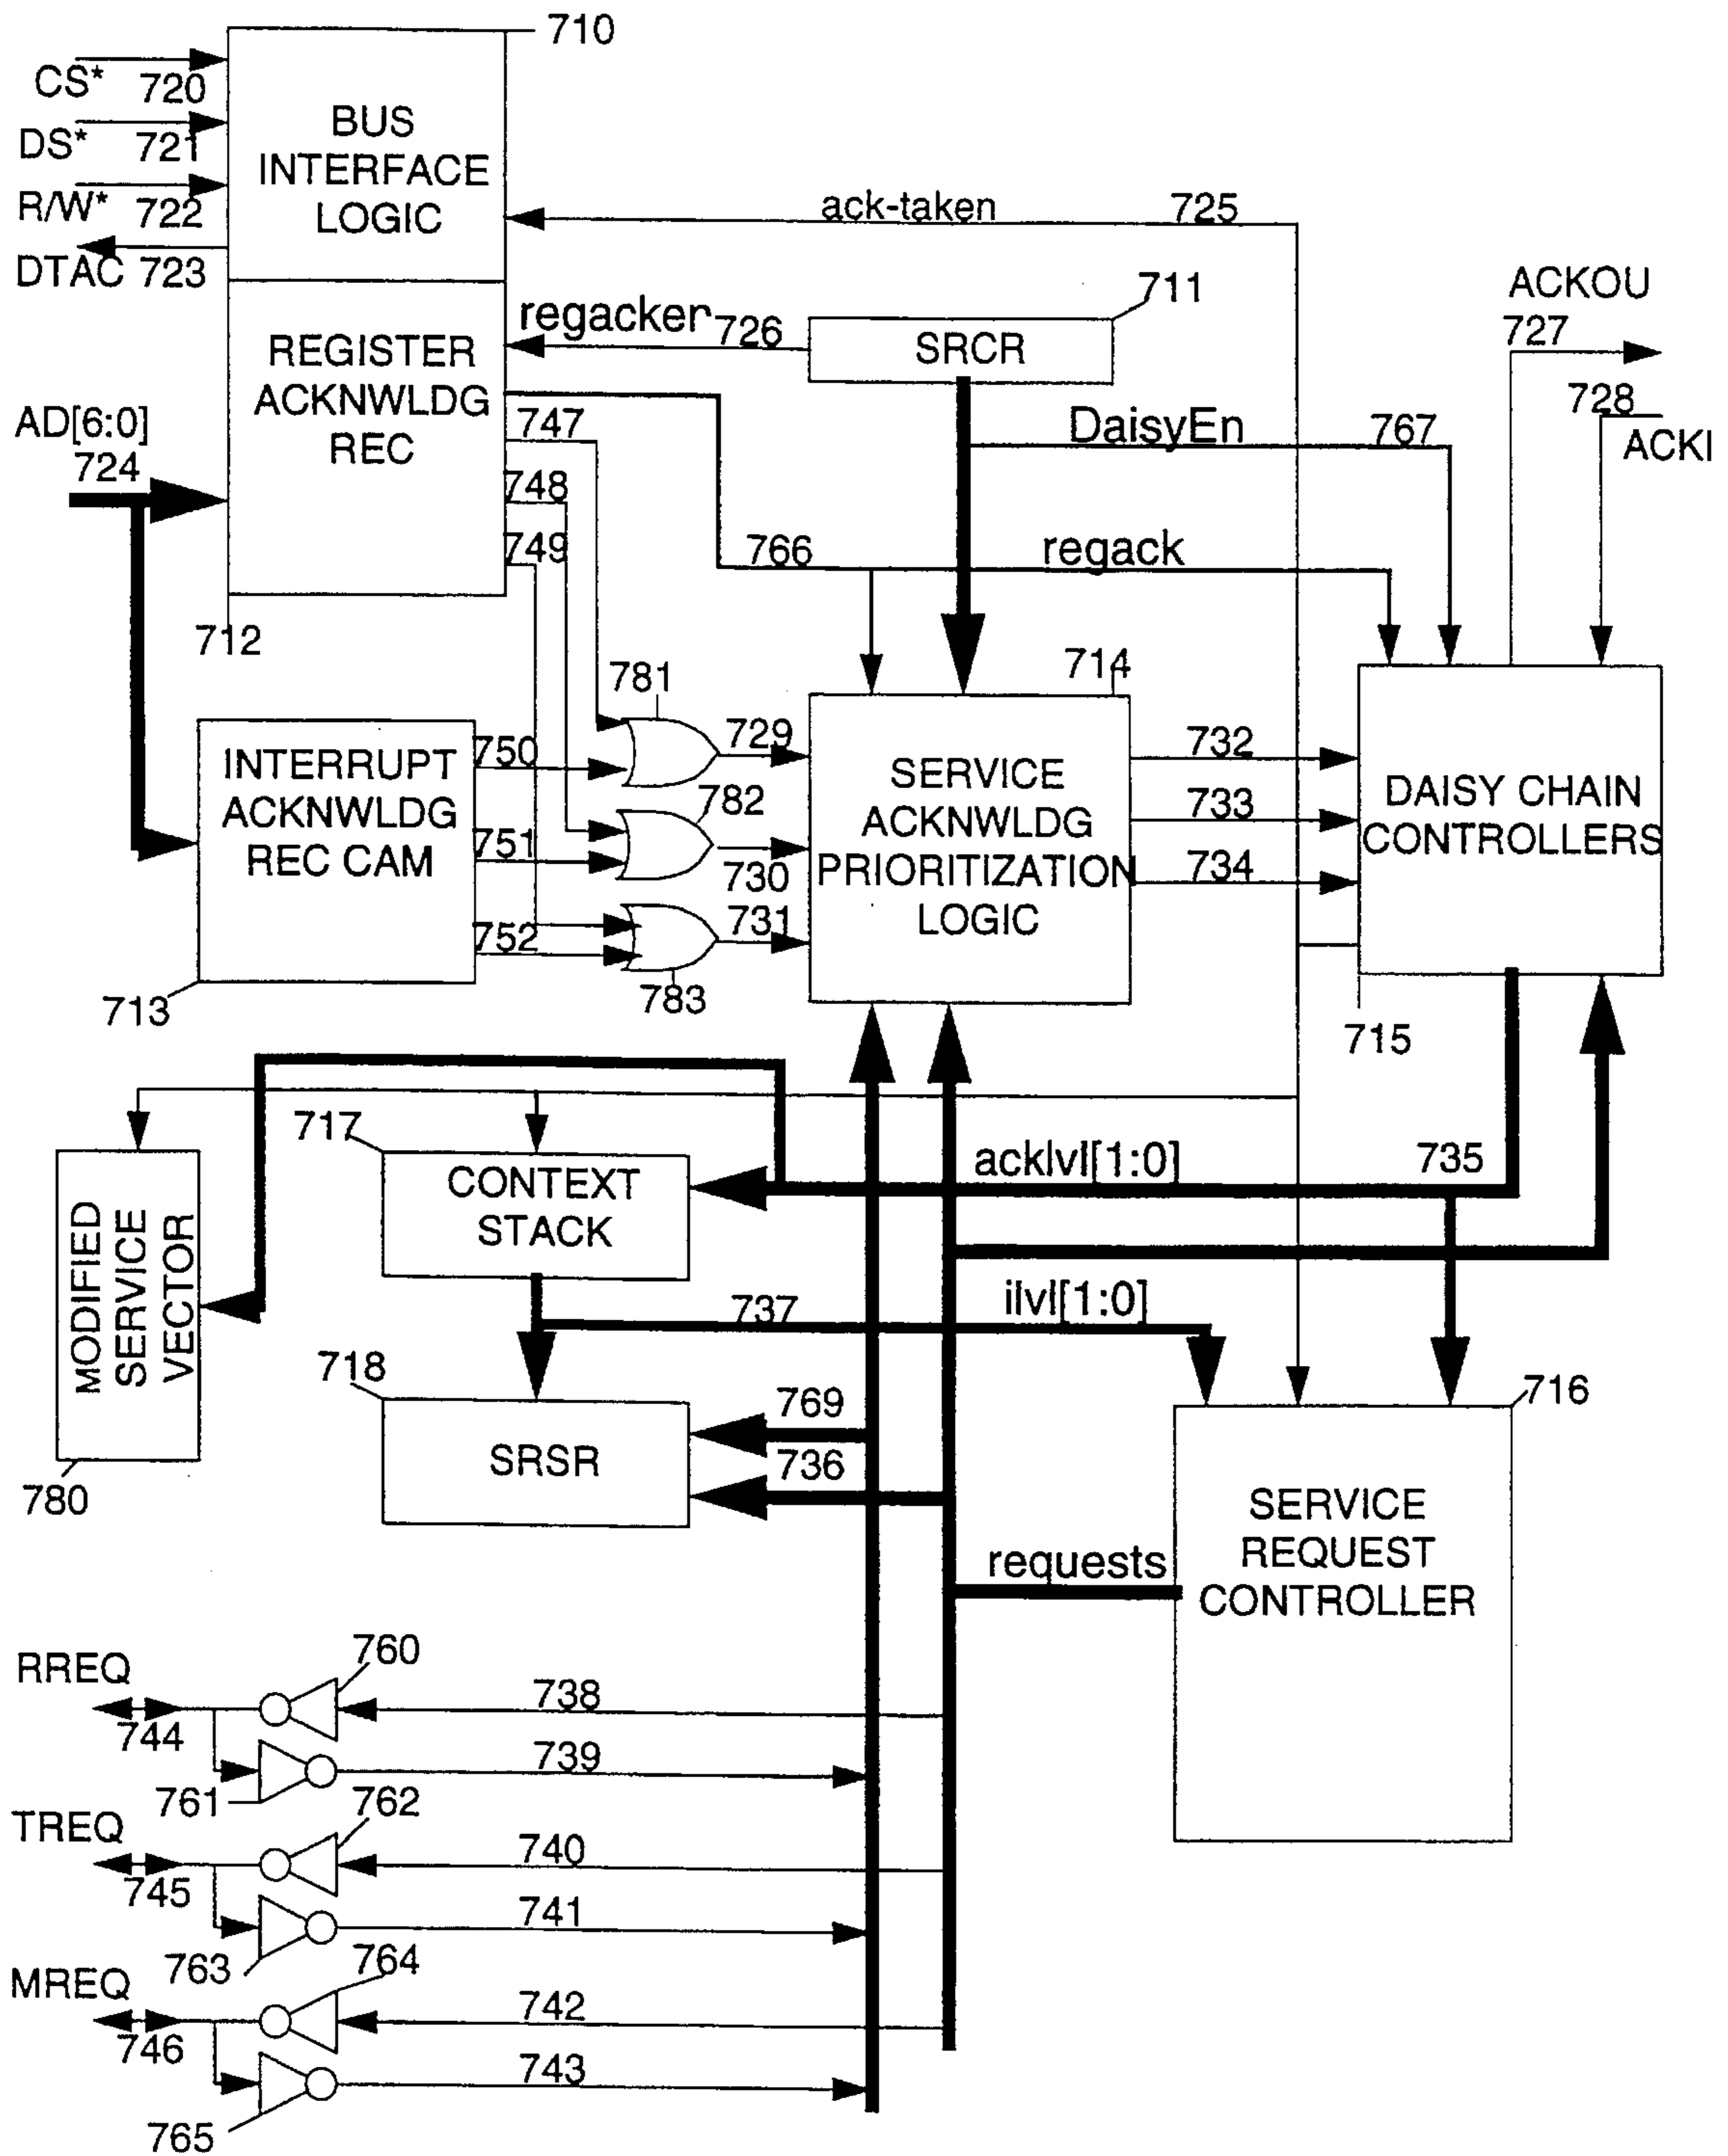 710
CS*
720
DS*
721
R/W*
722
DTAC
723
BUS
INTERFACE
LOGIC
ack-taken
725
711
regacker
726
SRCR
ACKOU
727
728
ACKI
REGISTER
ACKNWLDG
REC
AD[6:0]
724
747
748
749
DaisyEn
767
766
regack
712
781
714
INTERRUPT
ACKNWLDG
REC CAM
750
751
752
729
782
730
731
783
SERVICE
ACKNWLDG
PRIORITIZATION
LOGIC
732
733
734
DAISY CHAIN
CONTROLLERS
713
715
717
CONTEXT
STACK
acklvl[1:0]
735
MODIFIED
SERVICE
VECTOR
737
ilvl[1:0]
718
SRSR
769
736
716
780
SERVICE
REQUEST
CONTROLLER
requests
RREQ
744
760
738
761
739
TREQ
745
762
740
763
741
MREQ
746
764
742
765
743